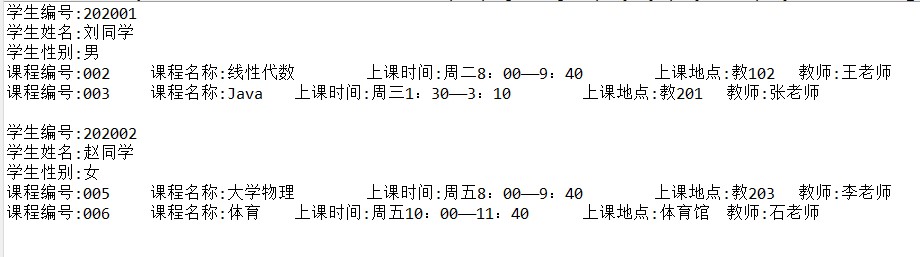 学生编号:202001
学生姓名:刘同学
学生性别:男
课程编号:002 课程名称:线性代数 上课时间:周二8：00——9：40 上课地点:教102 教师:王老师
课程编号:003 课程名称:Java 上课时间:周三1：30——3：10 上课地点:教201 教师:张老师
学生编号:202002
学生姓名:赵同学
学生性别:女
课程编号:005 课程名称:大学物理 上课时间:周五8：00——9：40 上课地点:教203 教师:李老师
课程编号:006 课程名称:体育 上课时间:周五10：00——11：40 上课地点:体育馆 教师:石老师